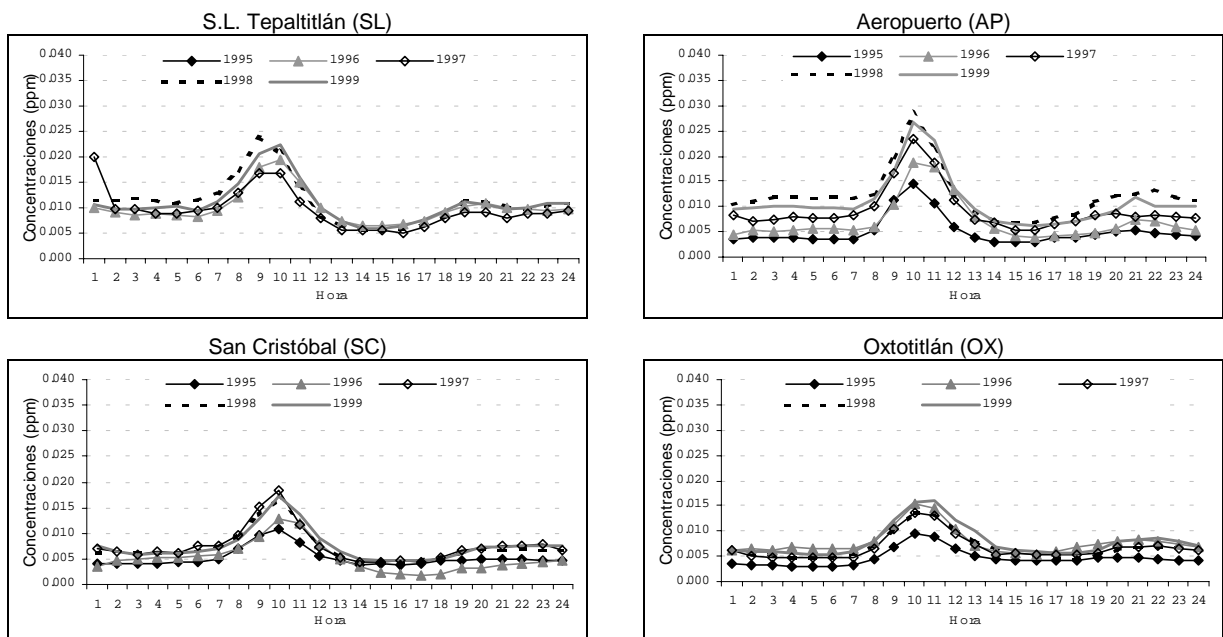 S.L. Tepaltitlán (SL)
Concentraciones (ppm)
0.040
0.035
0.030
0.025
0.020
0.015
0.010
0.005
0.000
1995 1996 1997
1998 1999
1 2 3 4 5 6 7 8 9 10 11 12 13 14 15 16 17 18 19 20 21 22 23 24
Hora
Aeropuerto (AP)
Concentraciones (ppm)
0.040
0.035
0.030
0.025
0.020
0.015
0.010
0.005
0.000
1995 1996 1997
1998 1999
1 2 3 4 5 6 7 8 9 10 11 12 13 14 15 16 17 18 19 20 21 22 23 24
Hora
San Cristóbal (SC)
Concentraciones (ppm)
0.040
0.035
0.030
0.025
0.020
0.015
0.010
0.005
0.000
1995 1996 1997
1998 1999
1 2 3 4 5 6 7 8 9 10 11 12 13 14 15 16 17 18 19 20 21 22 23 24
Hora
Oxtotitlán (OX)
Concentraciones (ppm)
0.040
0.035
0.030
0.025
0.020
0.015
0.010
0.005
0.000
1995 1996 1997
1998 1999
1 2 3 4 5 6 7 8 9 10 11 12 13 14 15 16 17 18 19 20 21 22 23 24
Hora